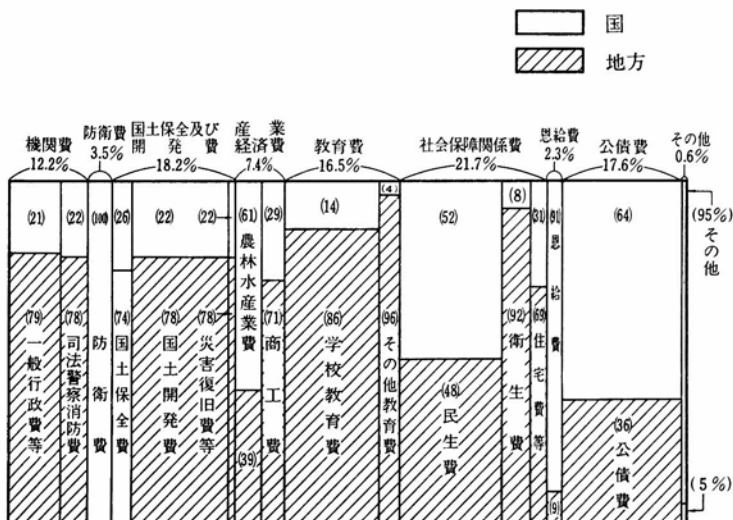 国
地方
機関費
12.2%
防衛費
3.5%
国土保全及び
開発費
18.2%
産業
経済費
7.4%
教育費
16.5%
社会保障関係費
21.7%
恩給費
2.3%
公債費
17.6%
その他
0.6%
(21)
(79)
一般行政費等
(22)
(78)
司法警察消防費
(100)
防衛費
(26)
(74)
国土保全費
(22)
(78)
国土開発費
(22)
(78)
災害復旧費等
(61)
農林水産業費
(39)
(29)
(71)
商工費
(14)
(86)
学校教育費
(4)
(96)
その他教育費
(52)
(48)
民生費
(8)
(92)
衛生費
(31)
(69)
住宅費等
(91)
恩給費
(9)
(64)
(36)
公債費
(95%)
その他
(5%)